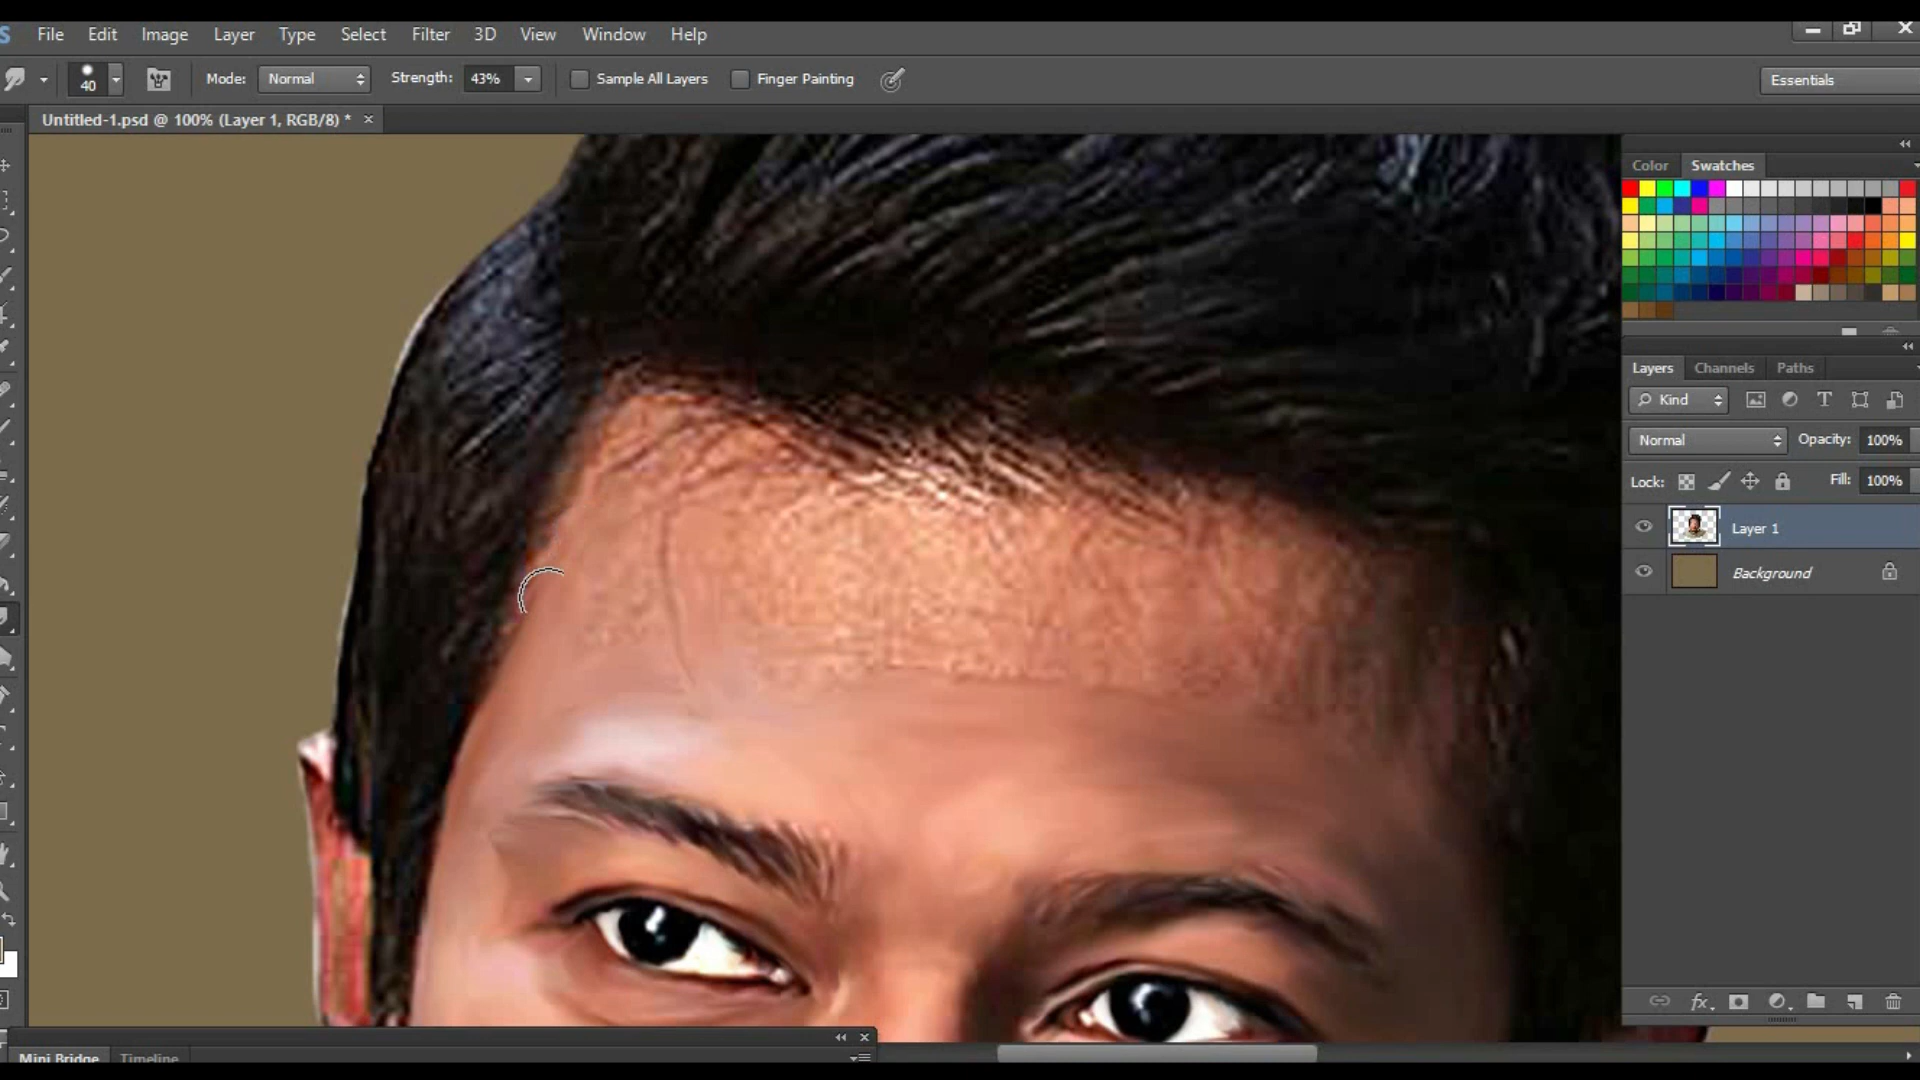 S File Edit Image Layer Type Select Filter 3D View Window Help
40 Mode: Normal Strength: 43% Sample All Layers Finger Painting Essentials
Untitled-1.psd @ 100% (Layer 1, RGB/8) * ×
Color Swatches
Layers Channels Paths
Kind T
Normal Opacity: 100%
Lock: Fill: 100%
Layer 1
Background
fx
Mini Bridge Timeline